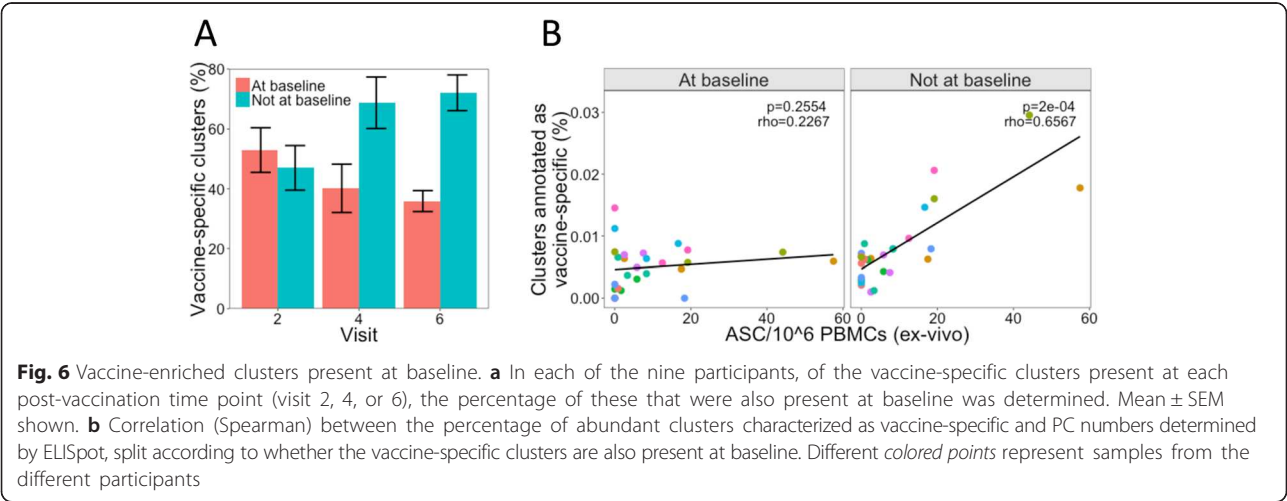 A
B
Vaccine-specific clusters (%)
80
60
40
20
0
At baseline
Not at baseline
2
4
6
Visit
Clusters annotated as
vaccine-specific (%)
At baseline
Not at baseline
p=0.2554
rho=0.2267
p=2e-04
rho=0.6567
0.03
0.02
0.01
0.00
0
20
40
60
0
20
40
60
ASC/10^6 PBMCs (ex-vivo)
Fig. 6 Vaccine-enriched clusters present at baseline. a In each of the nine participants, of the vaccine-specific clusters present at each
post-vaccination time point (visit 2, 4, or 6), the percentage of these that were also present at baseline was determined. Mean ± SEM
shown. b Correlation (Spearman) between the percentage of abundant clusters characterized as vaccine-specific and PC numbers determined
by ELISpot, split according to whether the vaccine-specific clusters are also present at baseline. Different colored points represent samples from the
different participants